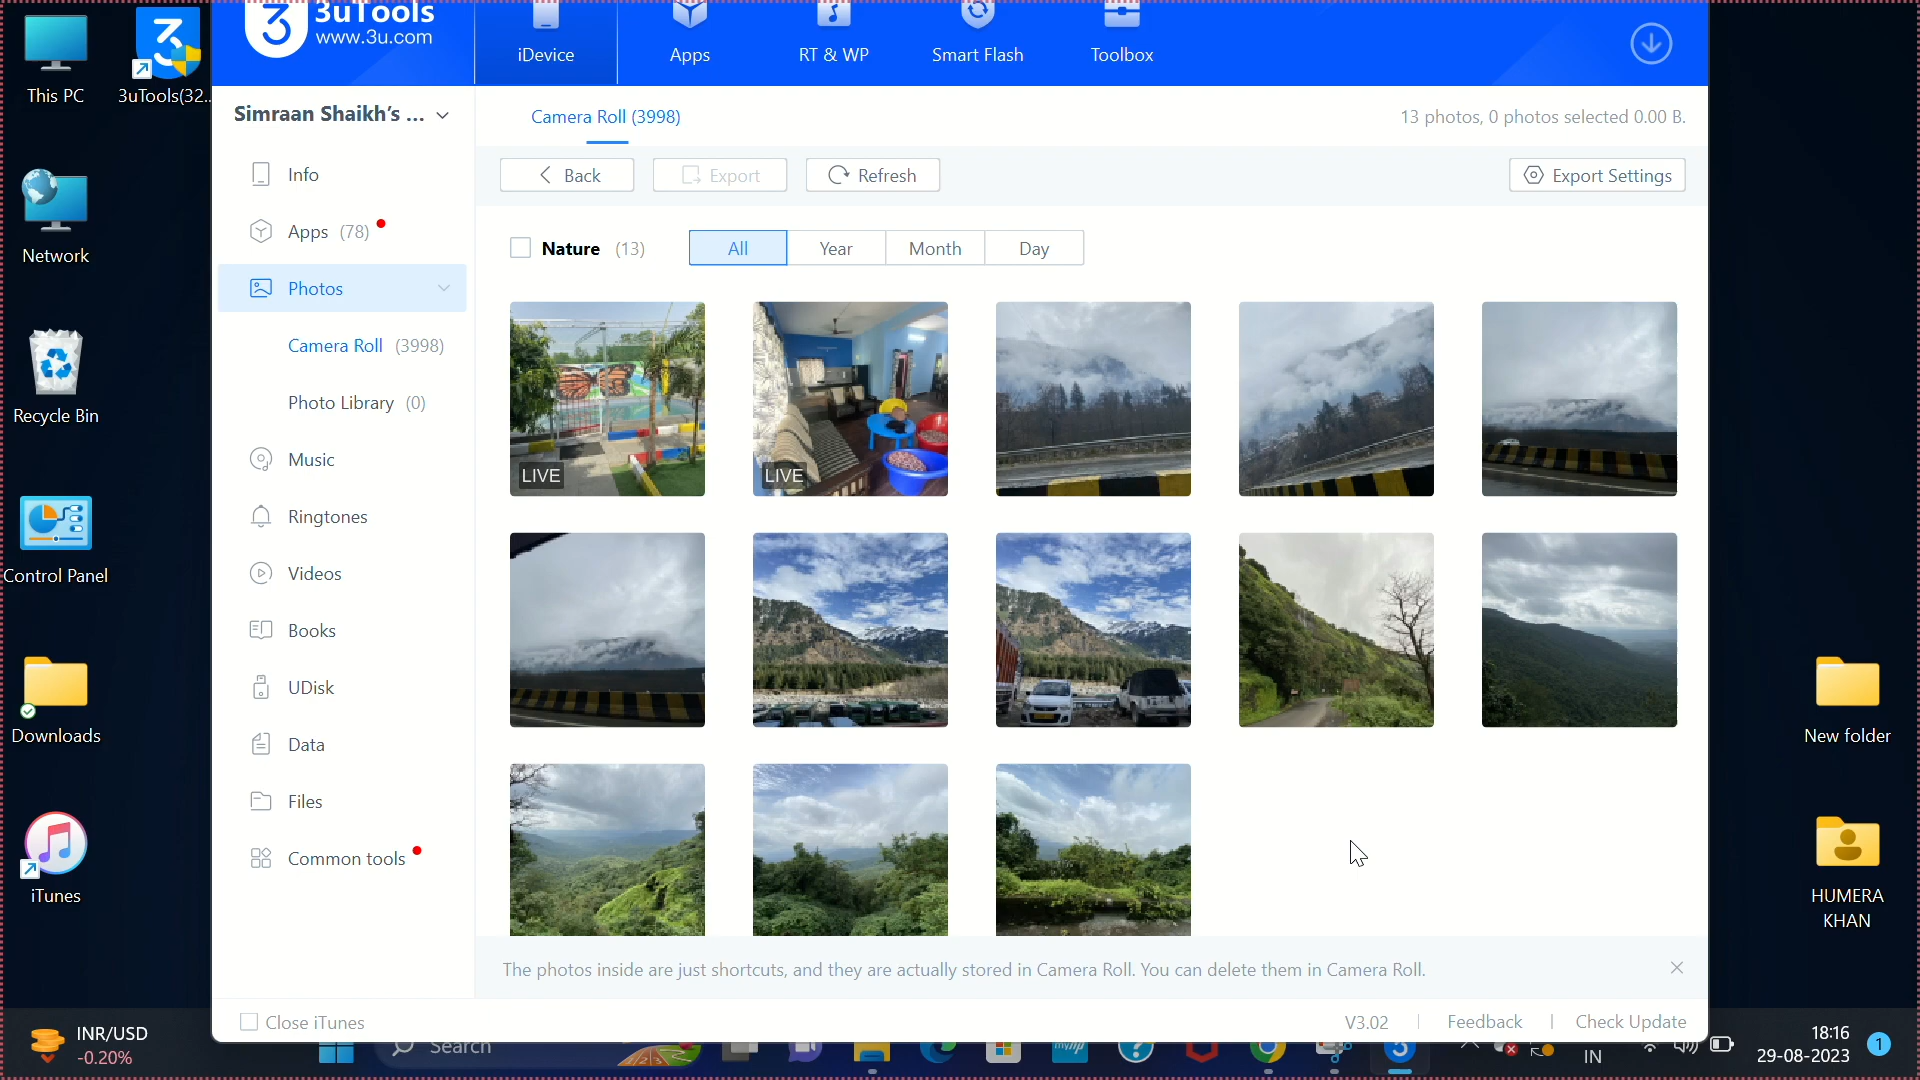 This PC
3uTools(32...
Network
Recycle Bin
Control Panel
Downloads
iTunes
3uTools
www.3u.com
iDevice
Apps
RT & WP
Smart Flash
Toolbox
Simraan Shaikh's ...
Info
Apps (78)
Photos
Camera Roll (3998)
Photo Library (0)
Music
Ringtones
Videos
Books
UDisk
Data
Files
Common tools
Camera Roll (3998)
13 photos, 0 photos selected 0.00 B.
Back
Export
Refresh
Export Settings
Nature (13)
All
Year
Month
Day
LIVE
LIVE
The photos inside are just shortcuts, and they are actually stored in Camera Roll. You can delete them in Camera Roll.
Close iTunes
V3.02
Feedback
Check Update
New folder
HUMERA
KHAN
INR/USD
-0.20%
Search
IN
18:16
29-08-2023
1